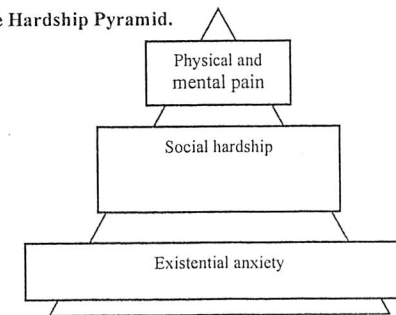 e Hardship Pyramid.
Physical and
mental pain
Social hardship
Existential anxiety